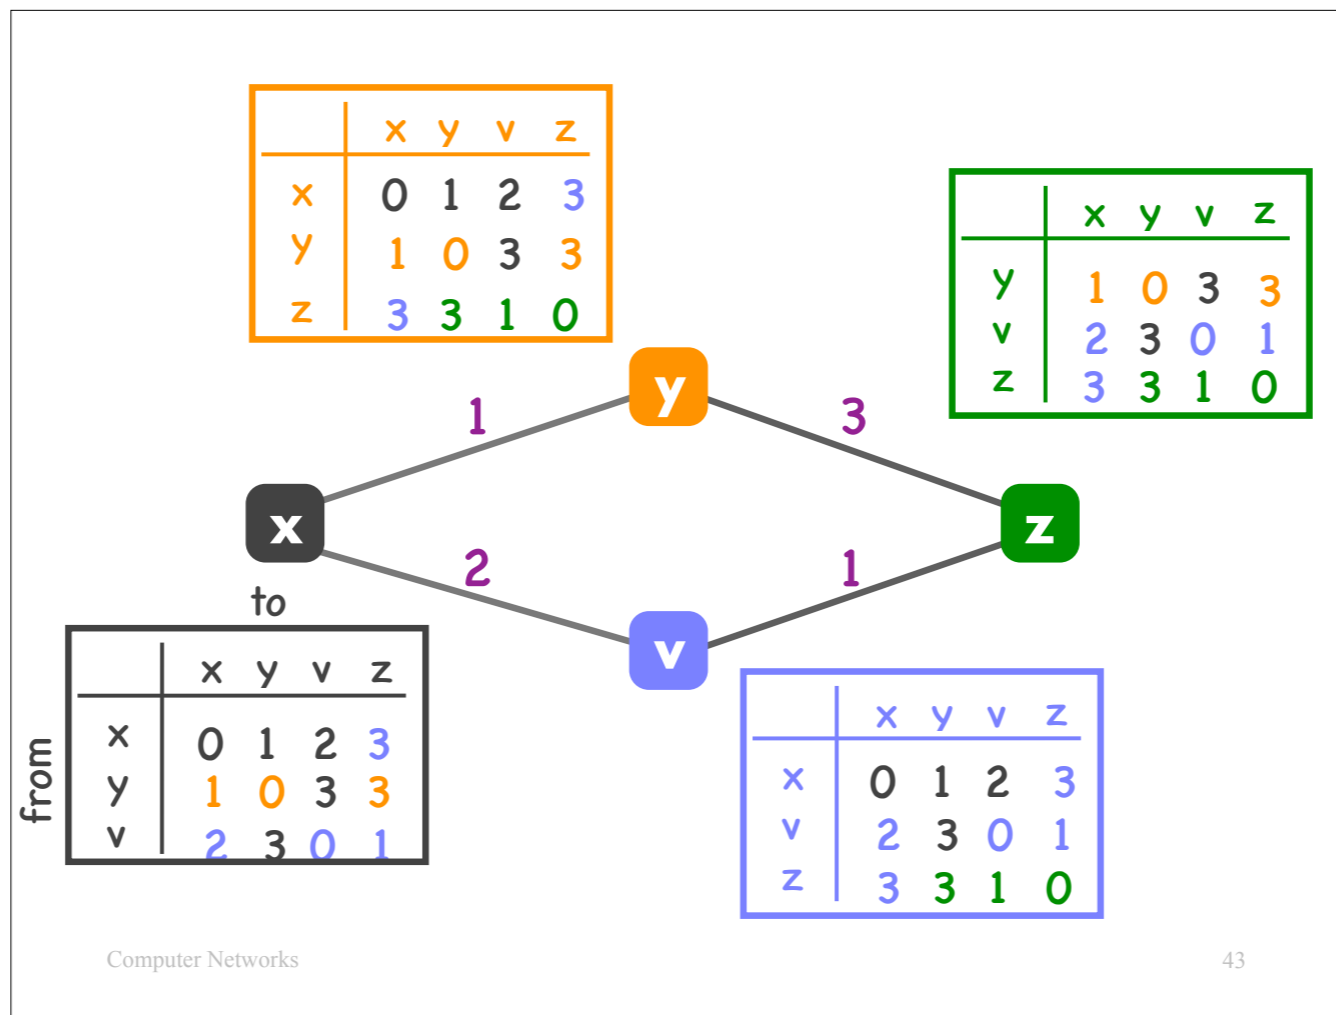 x y v z
x 0 1 2 3
y 1 0 3 3
z 3 3 1 0
x y v z
y 1 0 3 3
v 2 3 0 1
z 3 3 1 0
y
1
3
x
z
2
1
v
to
from
x y v z
x 0 1 2 3
y 1 0 3 3
v 2 3 0 1
x y v z
x 0 1 2 3
v 2 3 0 1
z 3 3 1 0
Computer Networks
43